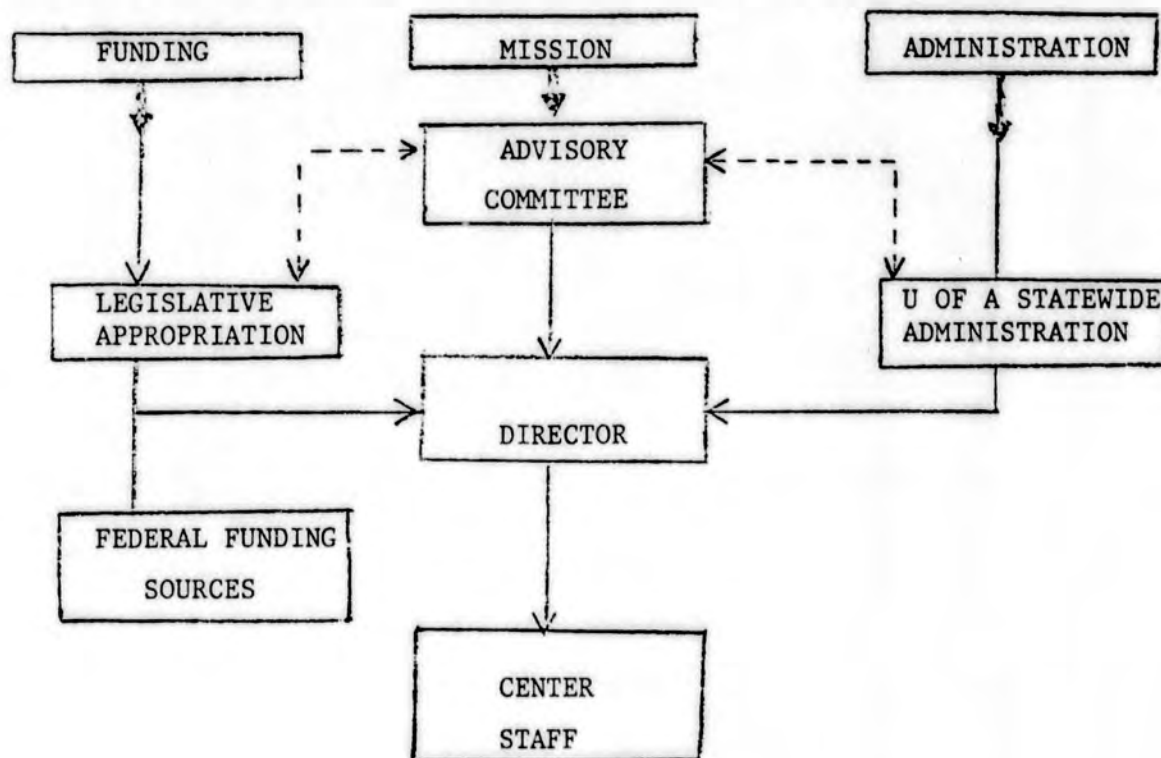 FUNDING
MISSION
ADMINISTRATION
ADVISORY
COMMITTEE
LEGISLATIVE
APPROPRIATION
U OF A STATEWIDE
ADMINISTRATION
DIRECTOR
FEDERAL FUNDING
SOURCES
CENTER
STAFF